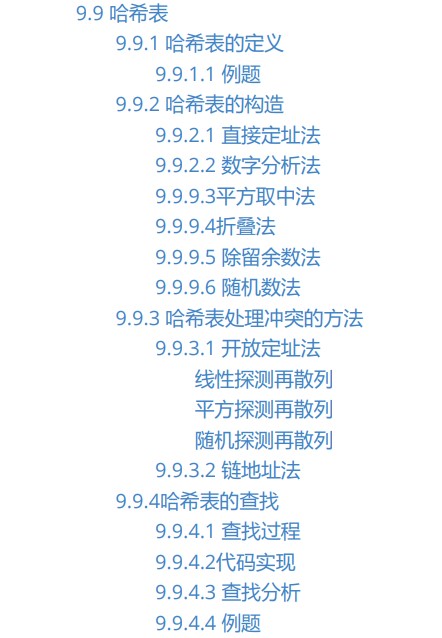 9.9 哈希表
9.9.1 哈希表的定义
9.9.1.1 例题
9.9.2 哈希表的构造
9.9.2.1 直接定址法
9.9.2.2 数字分析法
9.9.9.3平方取中法
9.9.9.4折叠法
9.9.9.5 除留余数法
9.9.9.6 随机数法
9.9.3 哈希表处理冲突的方法
9.9.3.1 开放定址法
线性探测再散列
平方探测再散列
随机探测再散列
9.9.3.2 链地址法
9.9.4哈希表的查找
9.9.4.1 查找过程
9.9.4.2代码实现
9.9.4.3 查找分析
9.9.4.4 例题